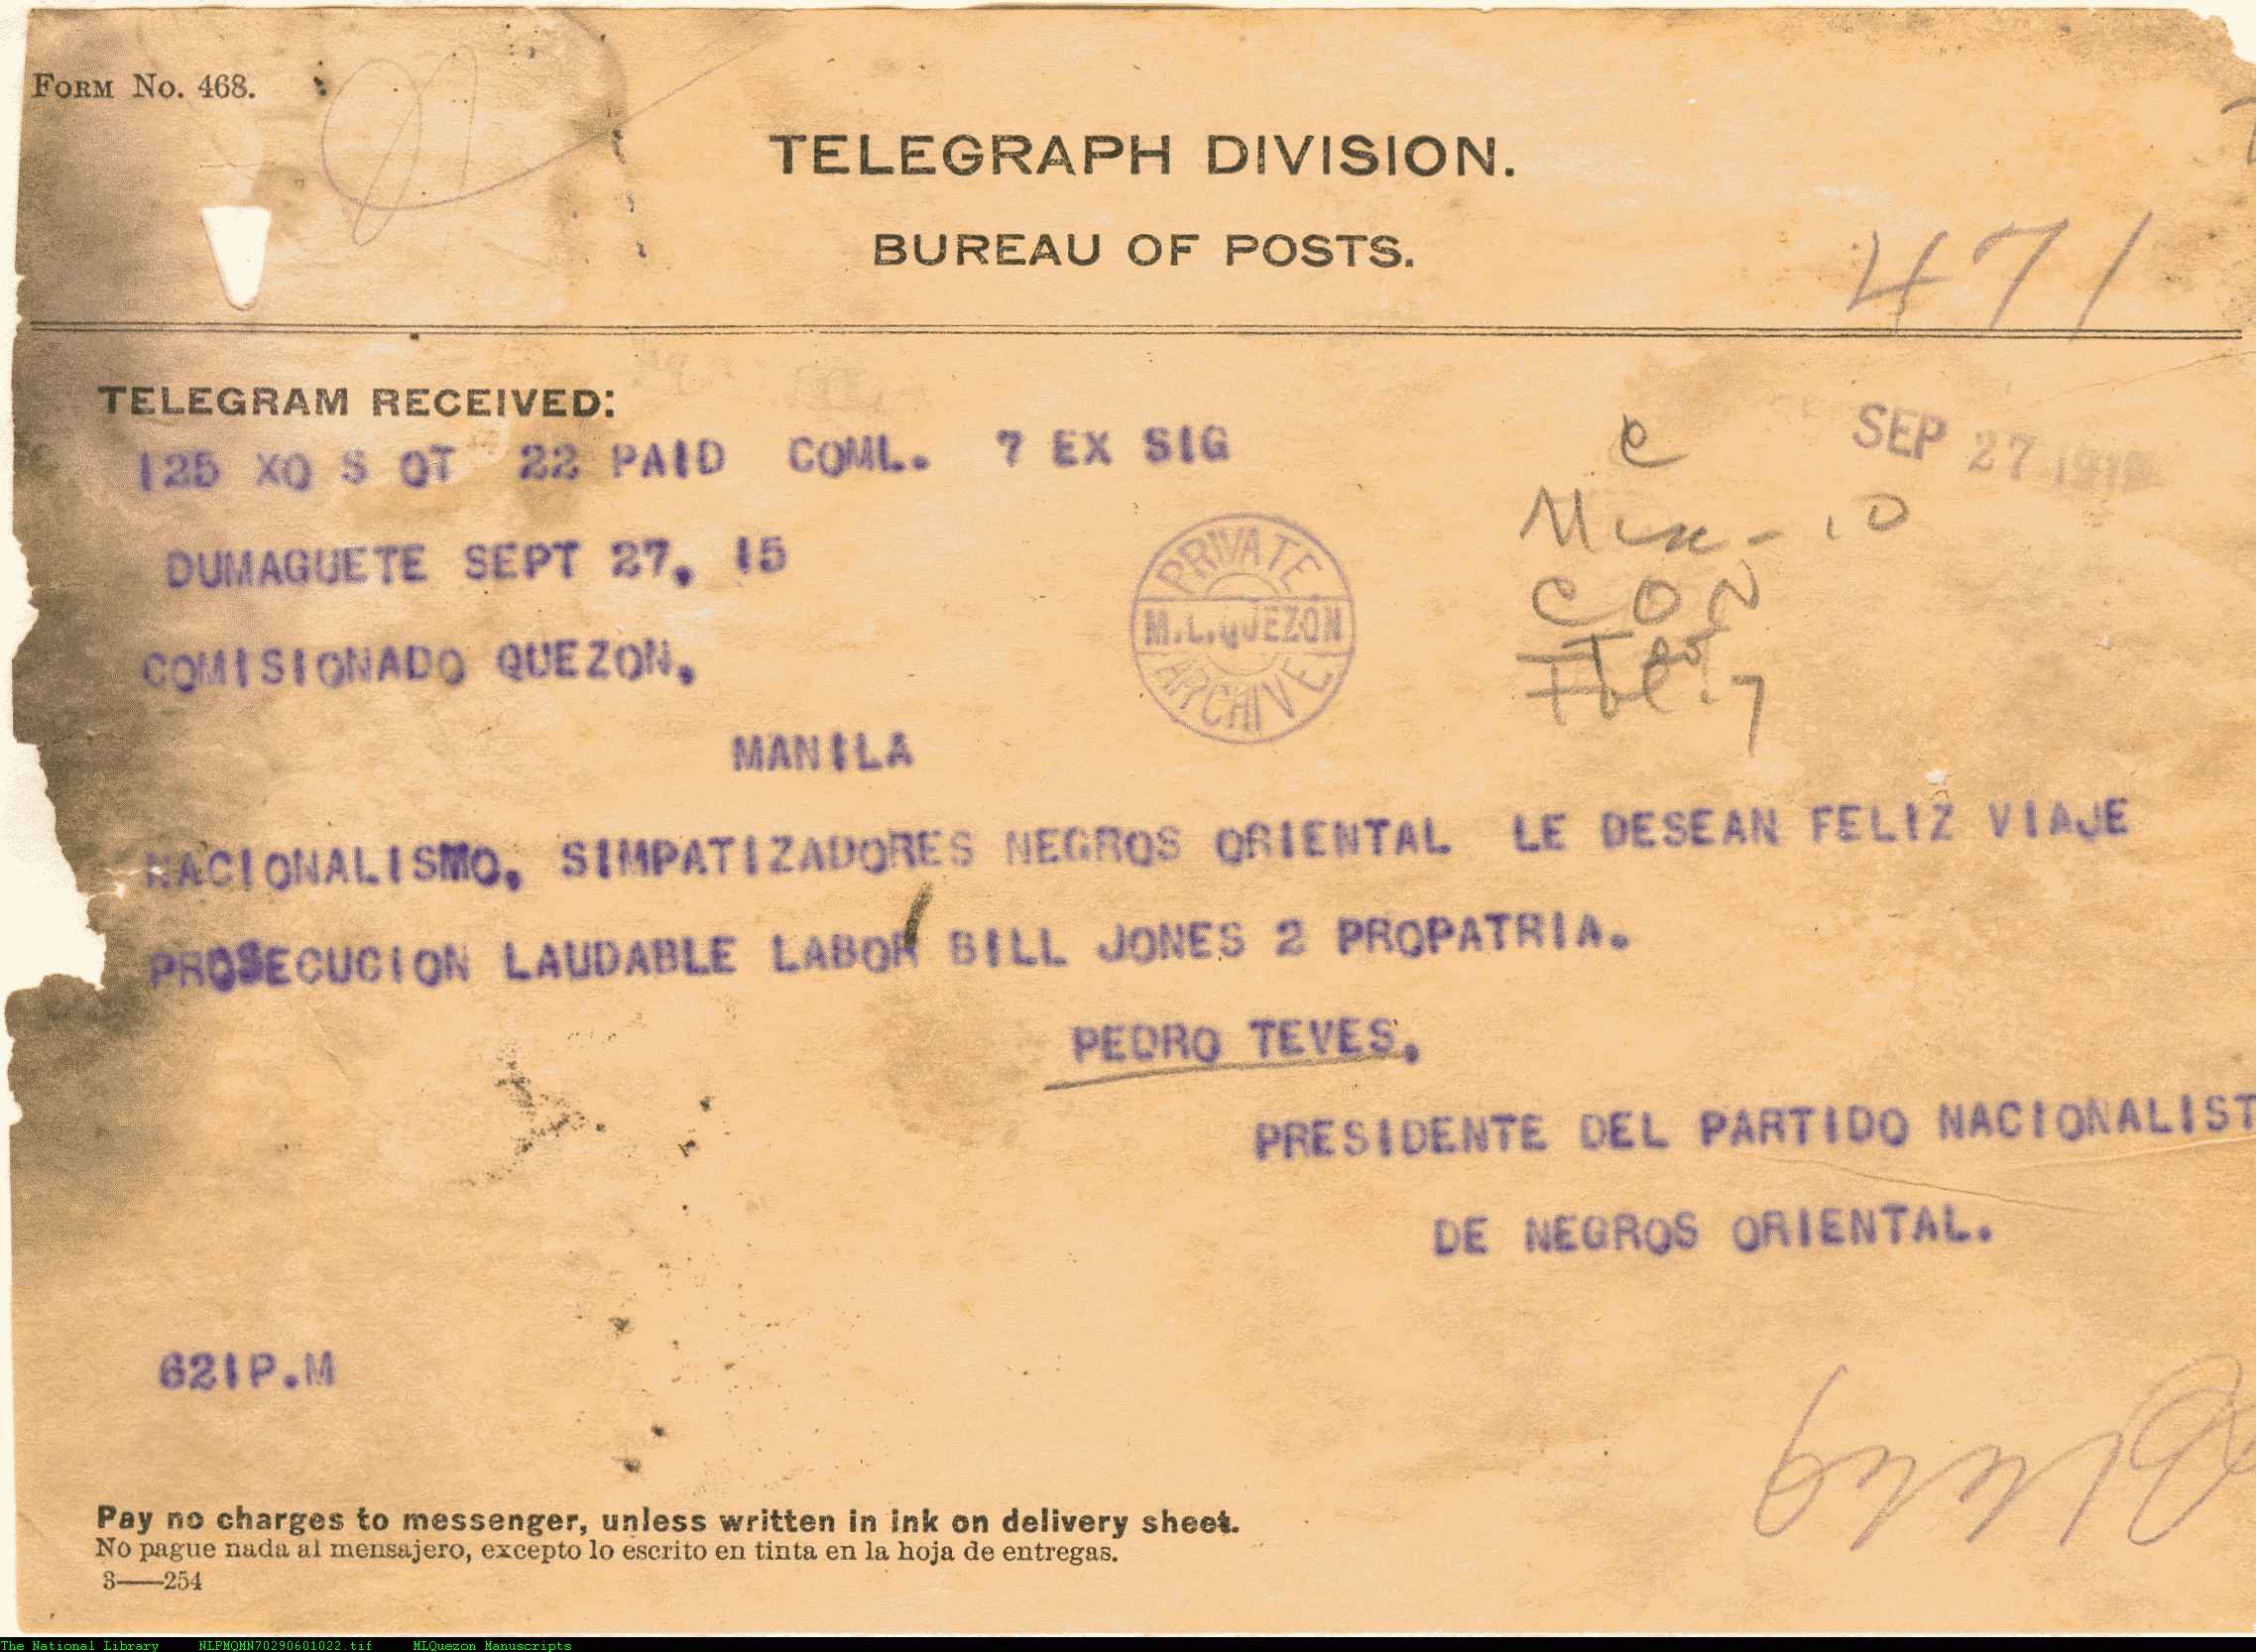 FORM No. 468.
TELEGRAPH DIVISION.
BUREAU OF POSTS.
471
TELEGRAM RECEIVED:
125 XO S OT 22 PAID COML. 7 EX SIG
SEP 27
DUMAGUETE SEPT 27, 15
COMISIONADO QUEZON,
PRIVATE
M.L.QUEZON
ARCHIVE
C O N
MANILA
NACIONALISMO, SIMPATIZADORES NEGROS ORIENTAL LE DESEAN FELIZ VIAJE
PROSECUCION LAUDABLE LABOR BILL JONES 2 PROPATRIA.
PEDRO TEVES,
PRESIDENTE DEL PARTIDO NACIONALIST
DE NEGROS ORIENTAL.
621P.M
Pay no charges to messenger, unless written in ink on delivery sheet.
No pague nada al mensajero, excepto lo escrito en tinta en la hoja de entregas.
3——254
The National Library NLPMQMN70290601022.tif MLQuezon Manuscripts